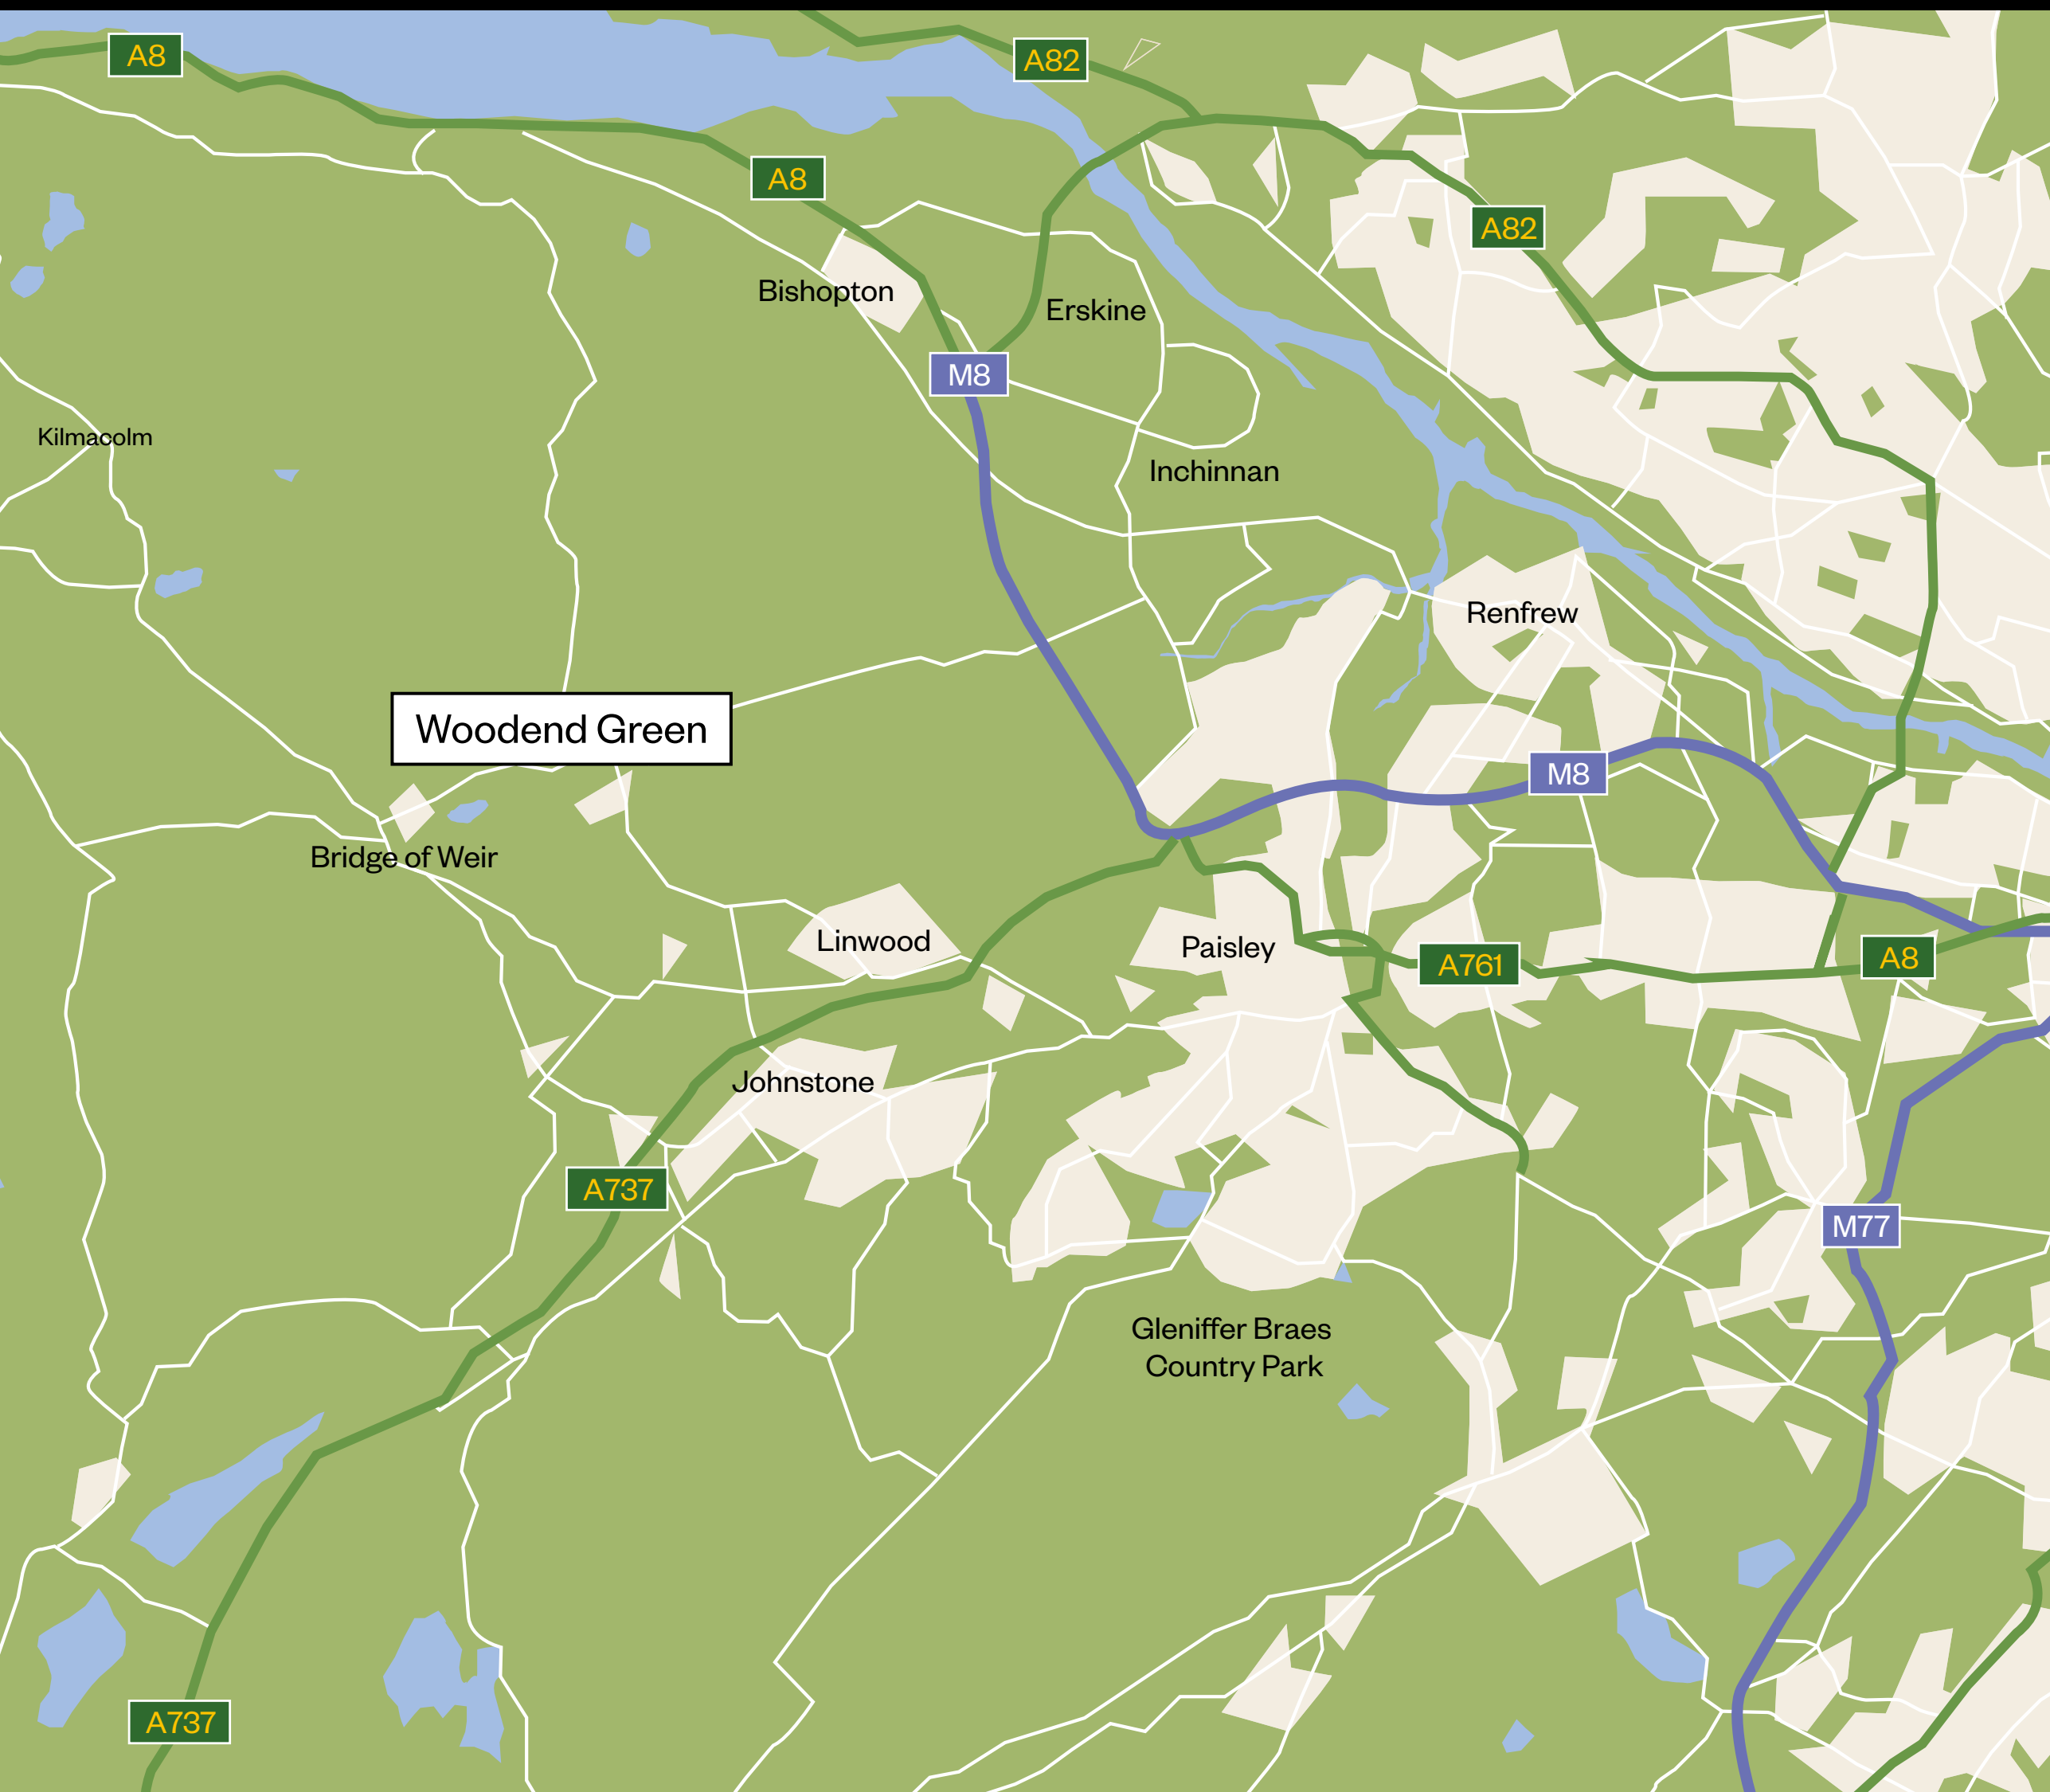 A8
A82
A8
A82
Bishopton
Erskine
M8
Kilmacolm
Inchinnan
Renfrew
Woodend Green
M8
Bridge of Weir
Linwood
Paisley
A761
A8
Johnstone
A737
M77
Gleniffer Braes
Country Park
A737